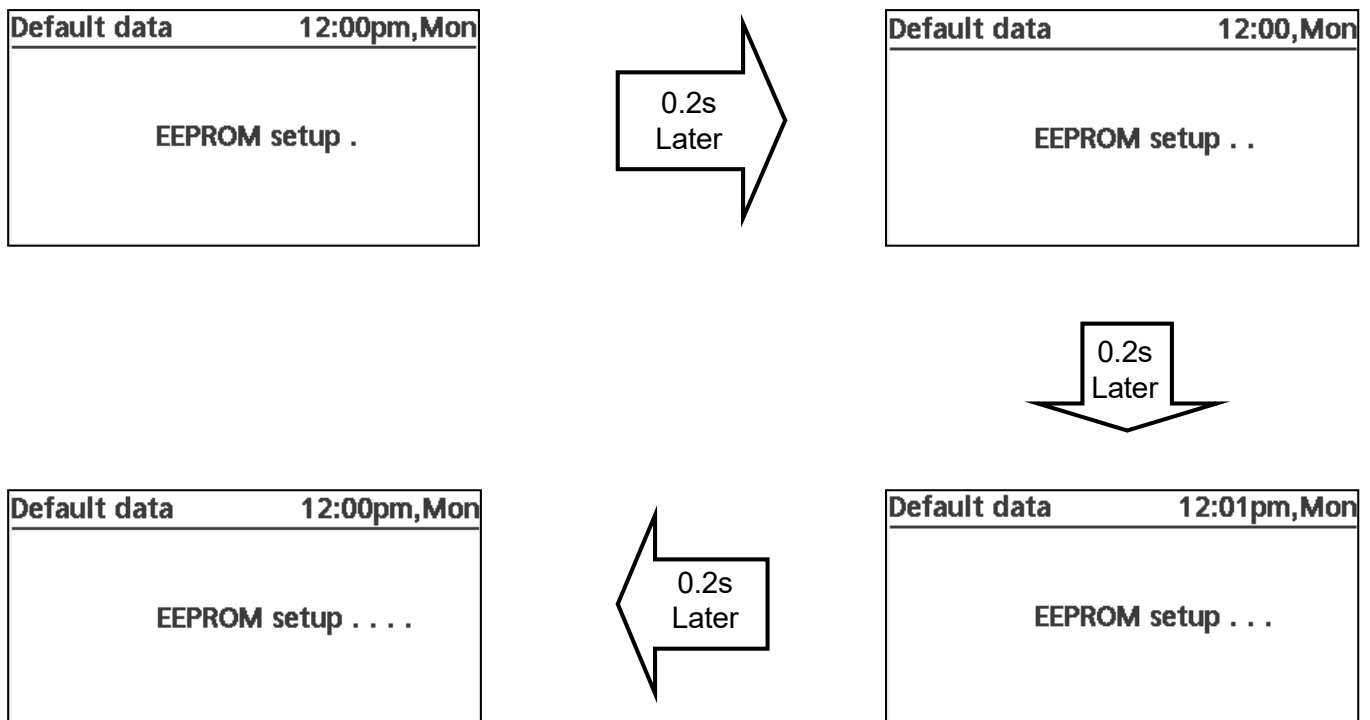 Default data 12:00pm,Mon
EEPROM setup .
0.2s
Later
Default data 12:00,Mon
EEPROM setup . .
0.2s
Later
Default data 12:01pm,Mon
EEPROM setup . . .
0.2s
Later
Default data 12:00pm,Mon
EEPROM setup . . . .